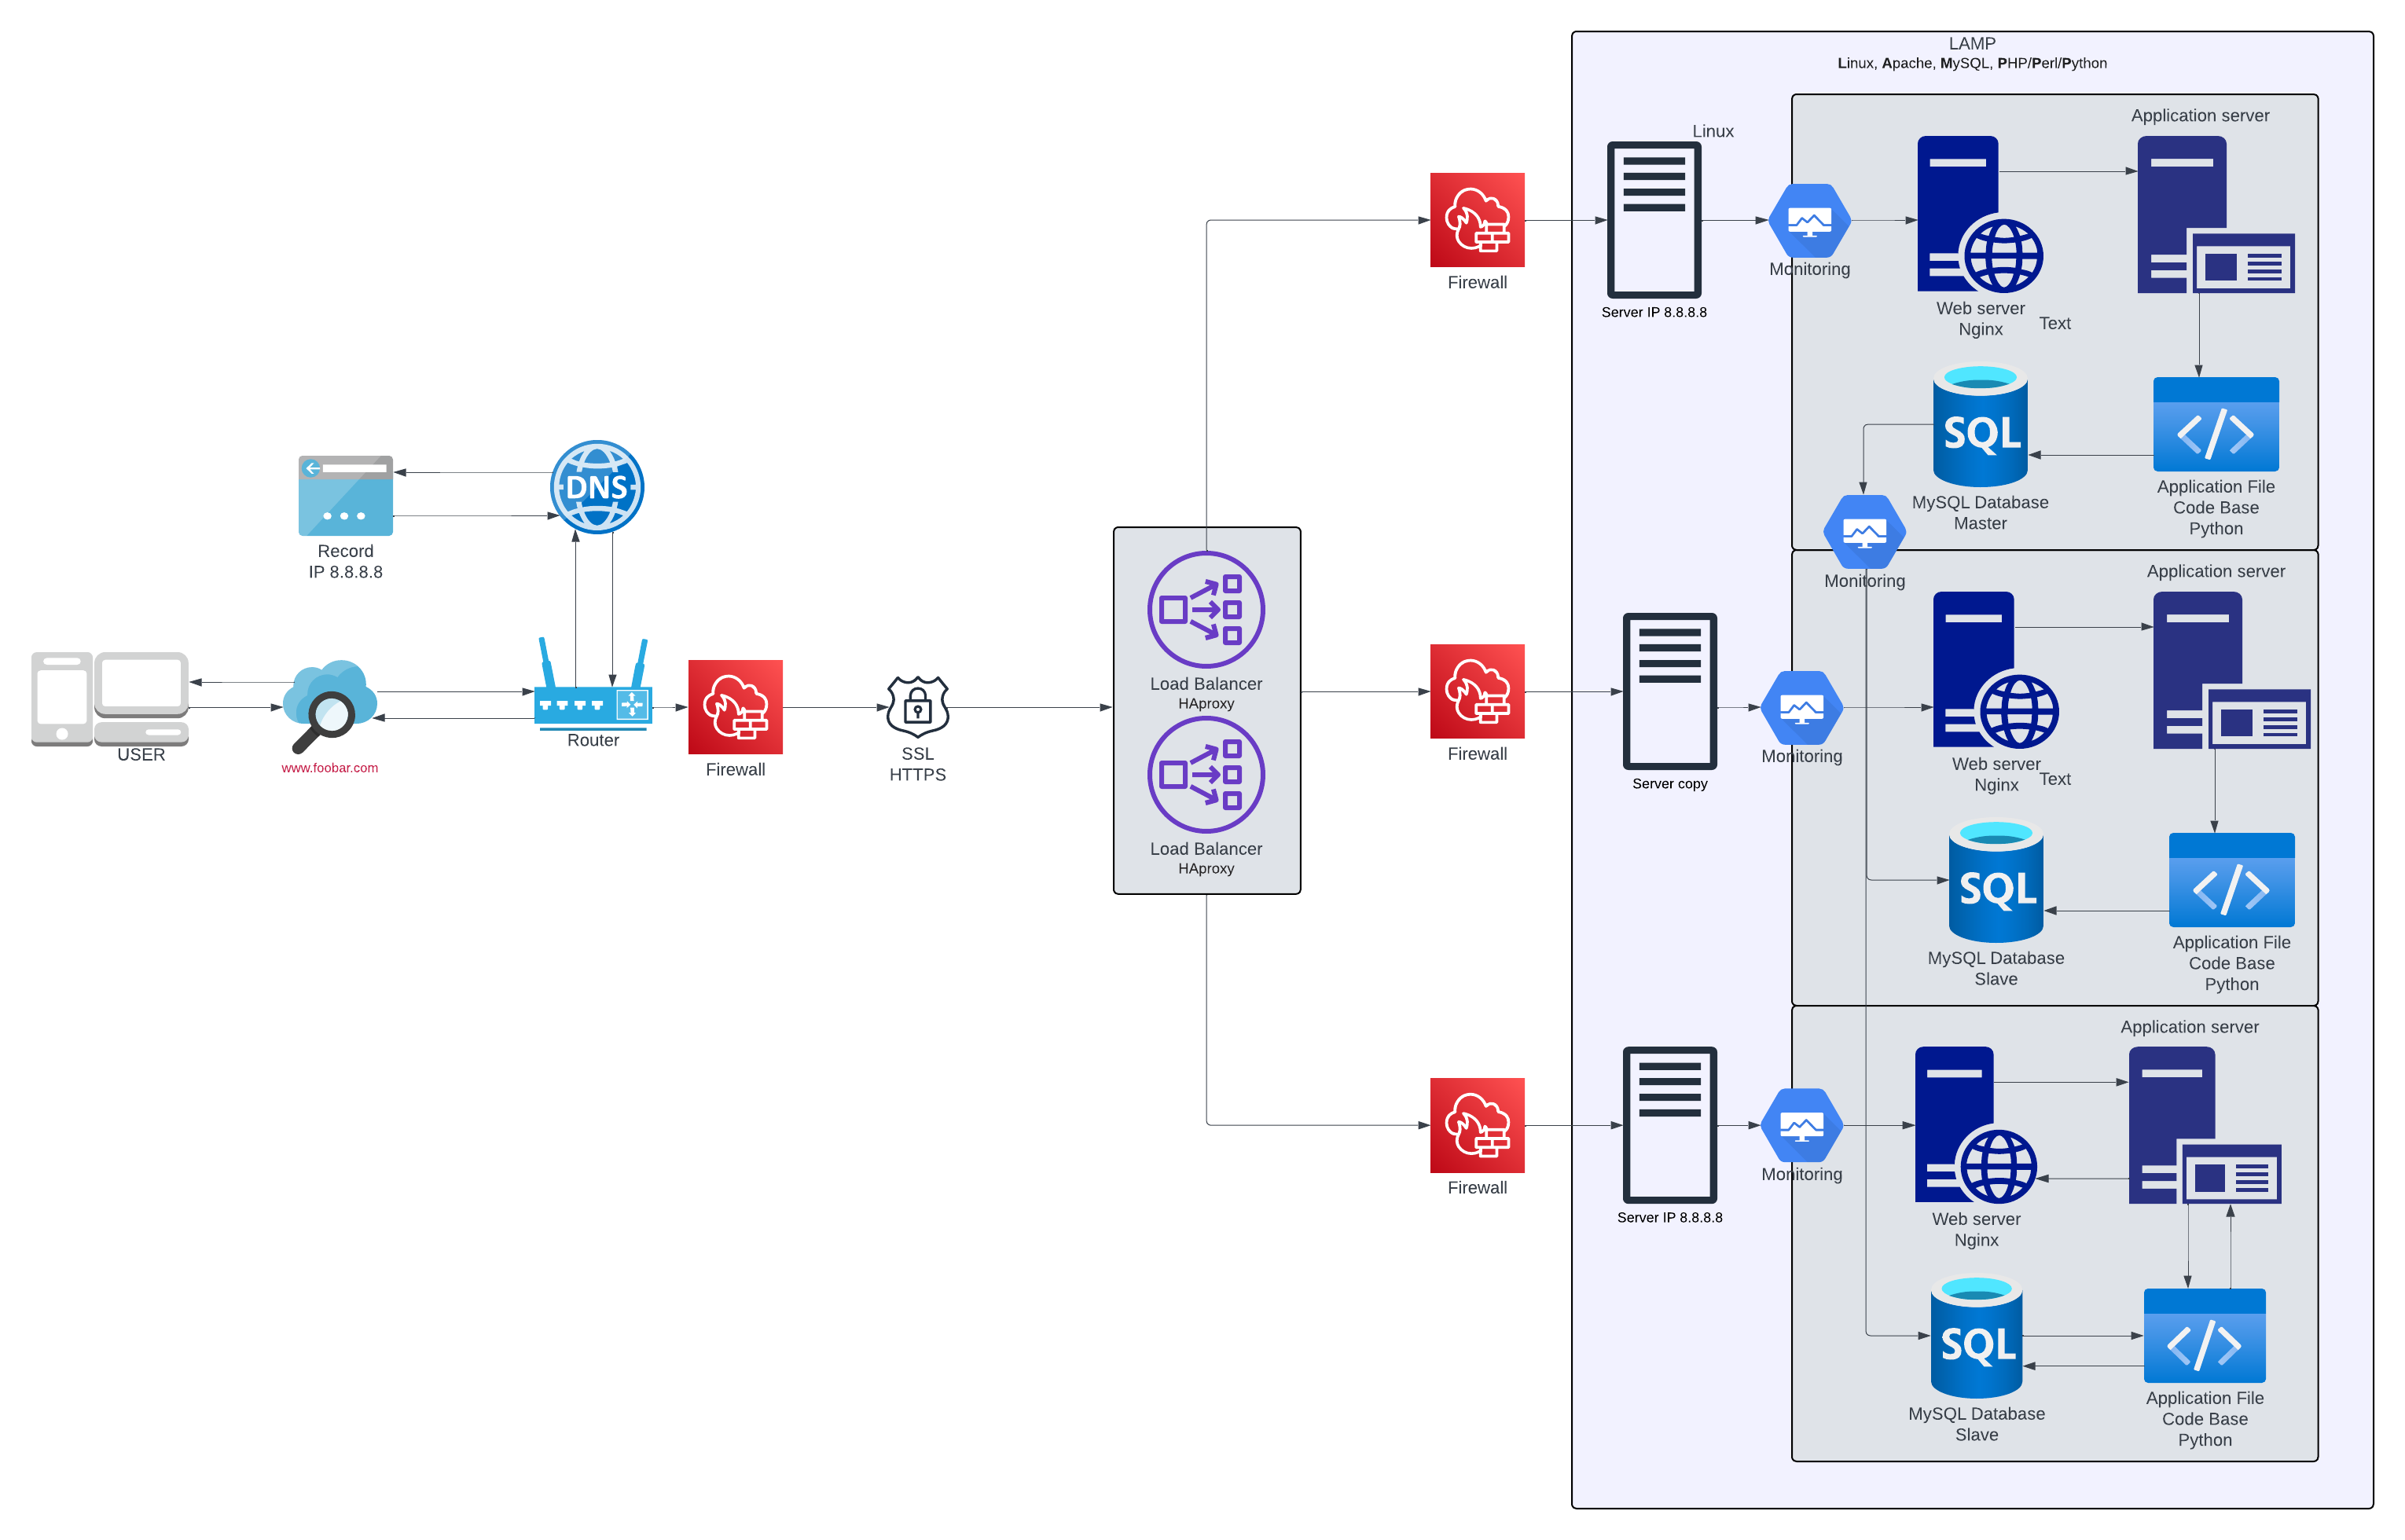 LAMP
Linux, Apache, MySQL, PHP/Perl/Python
Application server
Linux
Monitoring
Firewall
Server IP 8.8.8.8
Web server
Nginx
Text
SQL
MySQL Database
Master
Application File
Code Base
Python
DNS
Record
IP 8.8.8.8
Monitoring
Application server
USER
www.foobar.com
Router
Firewall
SSL
HTTPS
Load Balancer
HAproxy
Load Balancer
HAproxy
Firewall
Server copy
Monitoring
Web server
Nginx
Text
SQL
MySQL Database
Slave
Application File
Code Base
Python
Application server
Firewall
Server IP 8.8.8.8
Monitoring
Web server
Nginx
SQL
MySQL Database
Slave
Application File
Code Base
Python